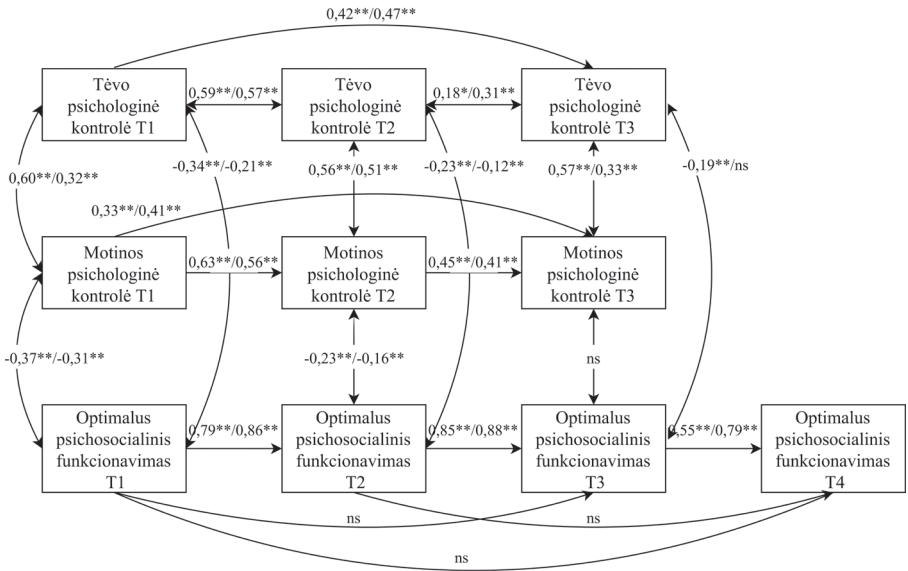 0,42**/0,47**
Tėvo
psichologinė
kontrolė T1
0,59**/0,57**
Tėvo
psichologinė
kontrolė T2
0,18*/0,31**
Tėvo
psichologinė
kontrolė T3
0,60**/0,32**
-0,34**/-0,21**
0,56**/0,51**
-0,23**/-0,12**
0,57**/0,33**
-0,19**/ns
0,33**/0,41**
Motinos
psichologinė
kontrolė T1
0,63**/0,56**
Motinos
psichologinė
kontrolė T2
0,45**/0,41**
Motinos
psichologinė
kontrolė T3
-0,37**/-0,31**
-0,23**/-0,16**
ns
Optimalus
psichosocialinis
funkcionavimas
T1
0,79**/0,86**
Optimalus
psichosocialinis
funkcionavimas
T2
0,85**/0,88**
Optimalus
psichosocialinis
funkcionavimas
T3
0,55**/0,79**
Optimalus
psichosocialinis
funkcionavimas
T4
ns
ns
ns